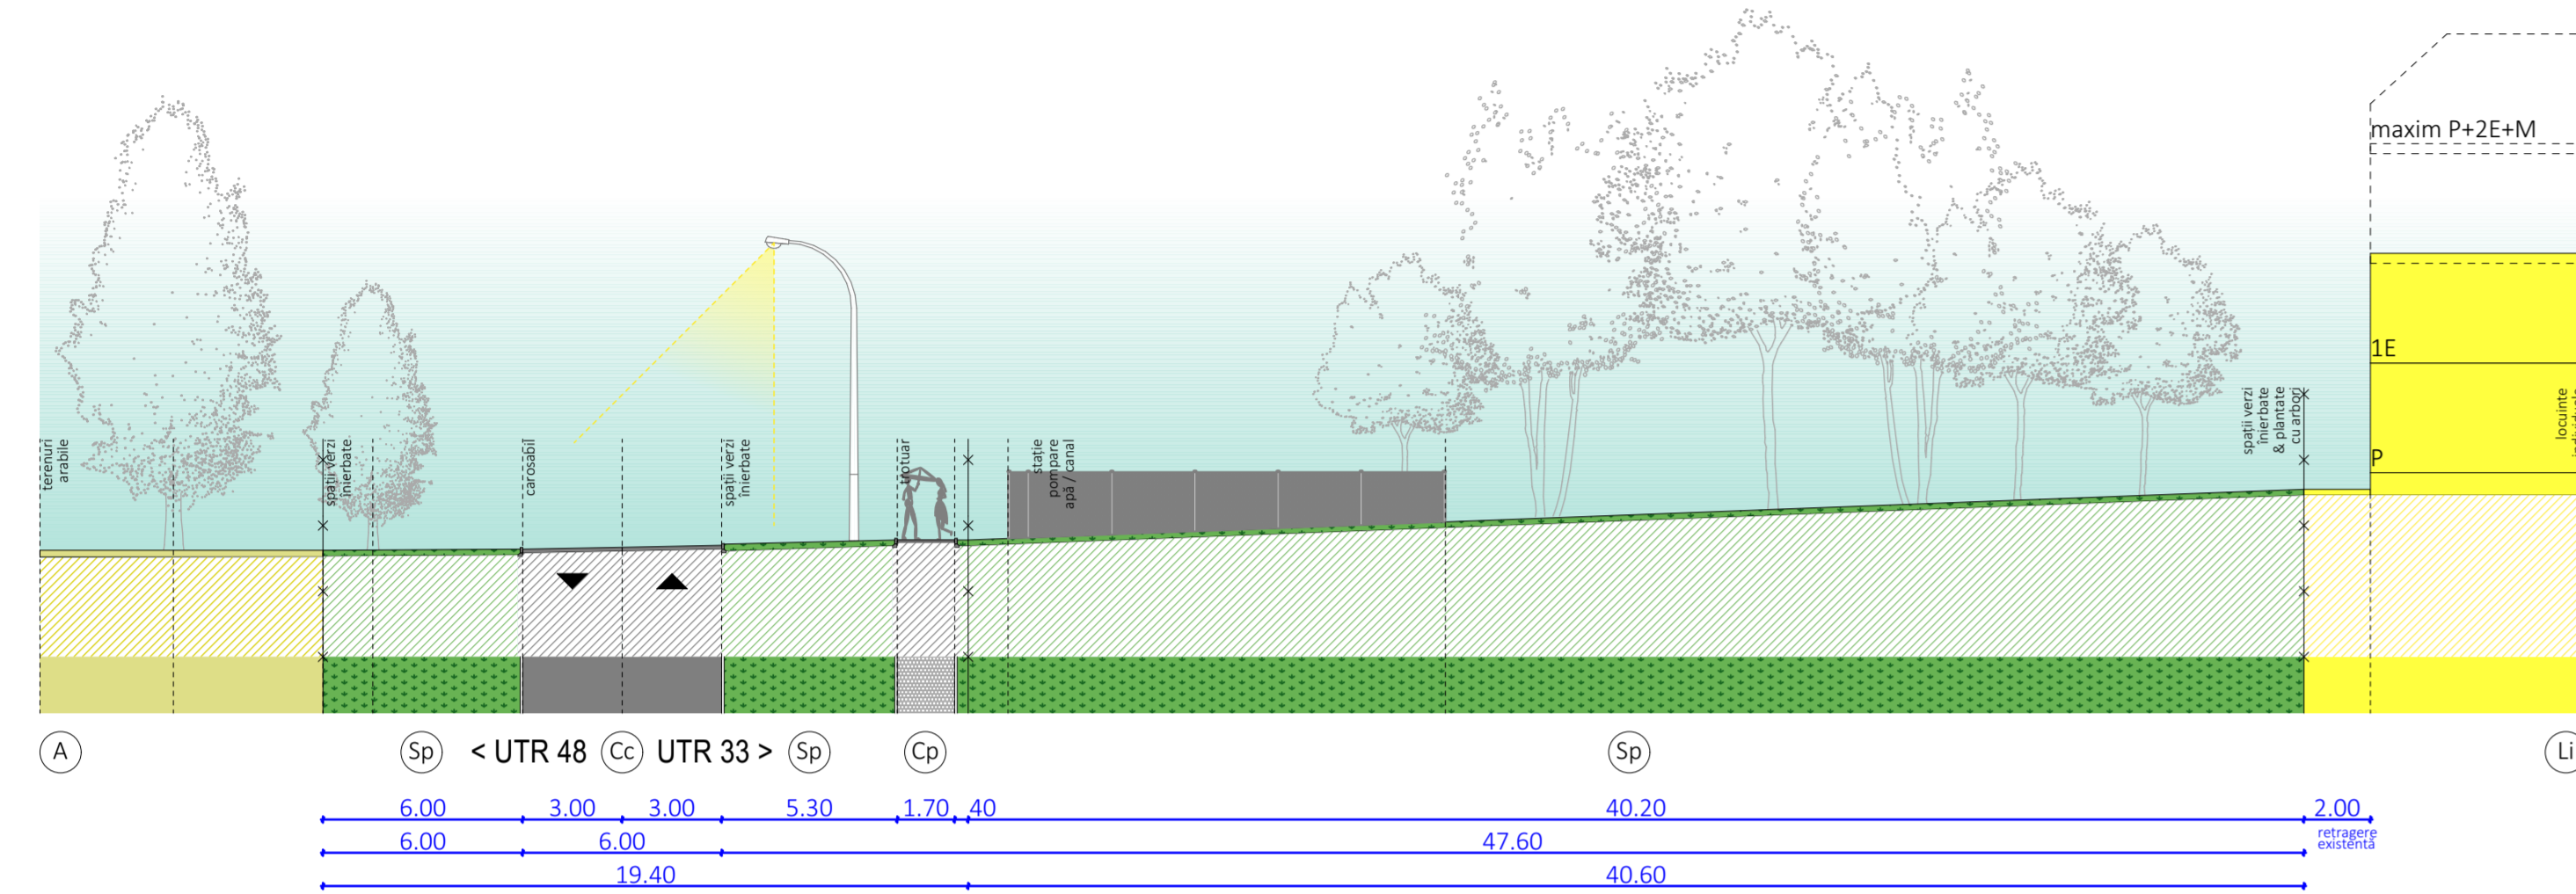 maxim P+2E+M
1E
P
terenuri
arabile
spații verzi
înierbate
carosabil
spații verzi
înierbate
trotuar
stație
pompare
apă / canal
spații verzi
înierbate
& plantate
cu arbori
locuințe
A
Sp
< UTR 48
Cc
UTR 33 >
Sp
Cp
Sp
Li
6.00
3.00
3.00
5.30
1.70
40
40.20
2.00
6.00
6.00
47.60
retragere
existentă
19.40
40.60